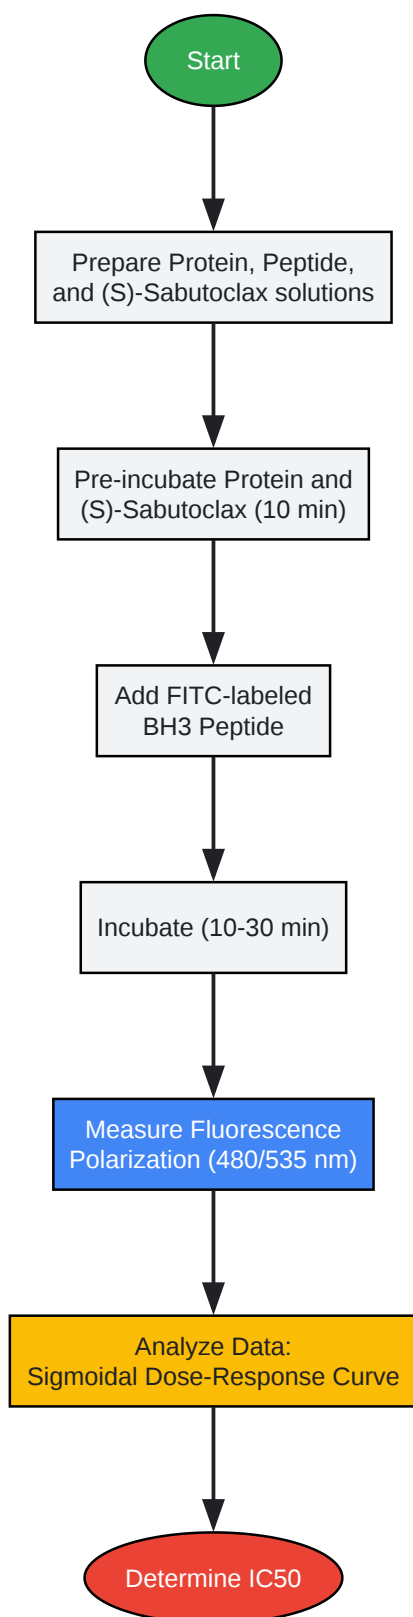 Start
Prepare Protein, Peptide,
and (S)-Sabutoclax solutions
Pre-incubate Protein and
(S)-Sabutoclax (10 min)
Add FITC-labeled
BH3 Peptide
Incubate (10-30 min)
Measure Fluorescence
Polarization (480/535 nm)
Analyze Data:
Sigmoidal Dose-Response Curve
Determine IC50